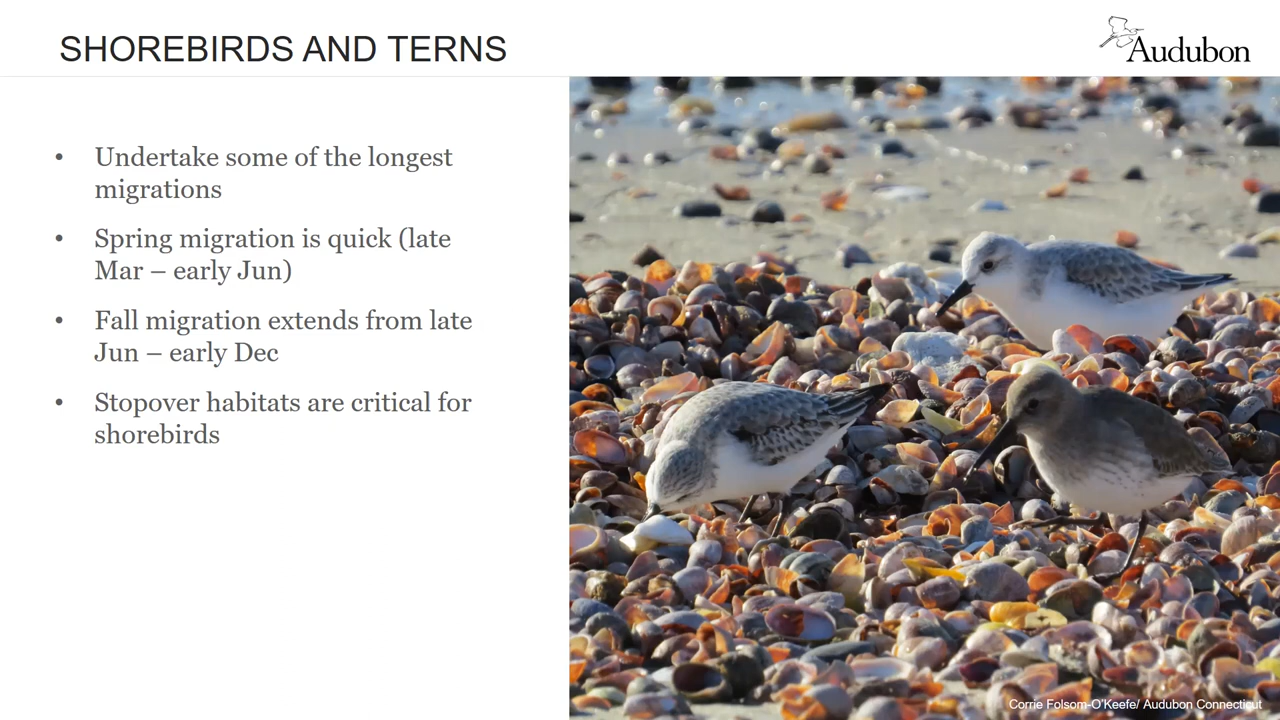 SHOREBIRDS AND TERNS
Audubon
• Undertake some of the longest
migrations
• Spring migration is quick (late
Mar – early Jun)
• Fall migration extends from late
Jun – early Dec
• Stopover habitats are critical for
shorebirds
Corrie Folsom-O'Keefe/ Audubon Connecticut